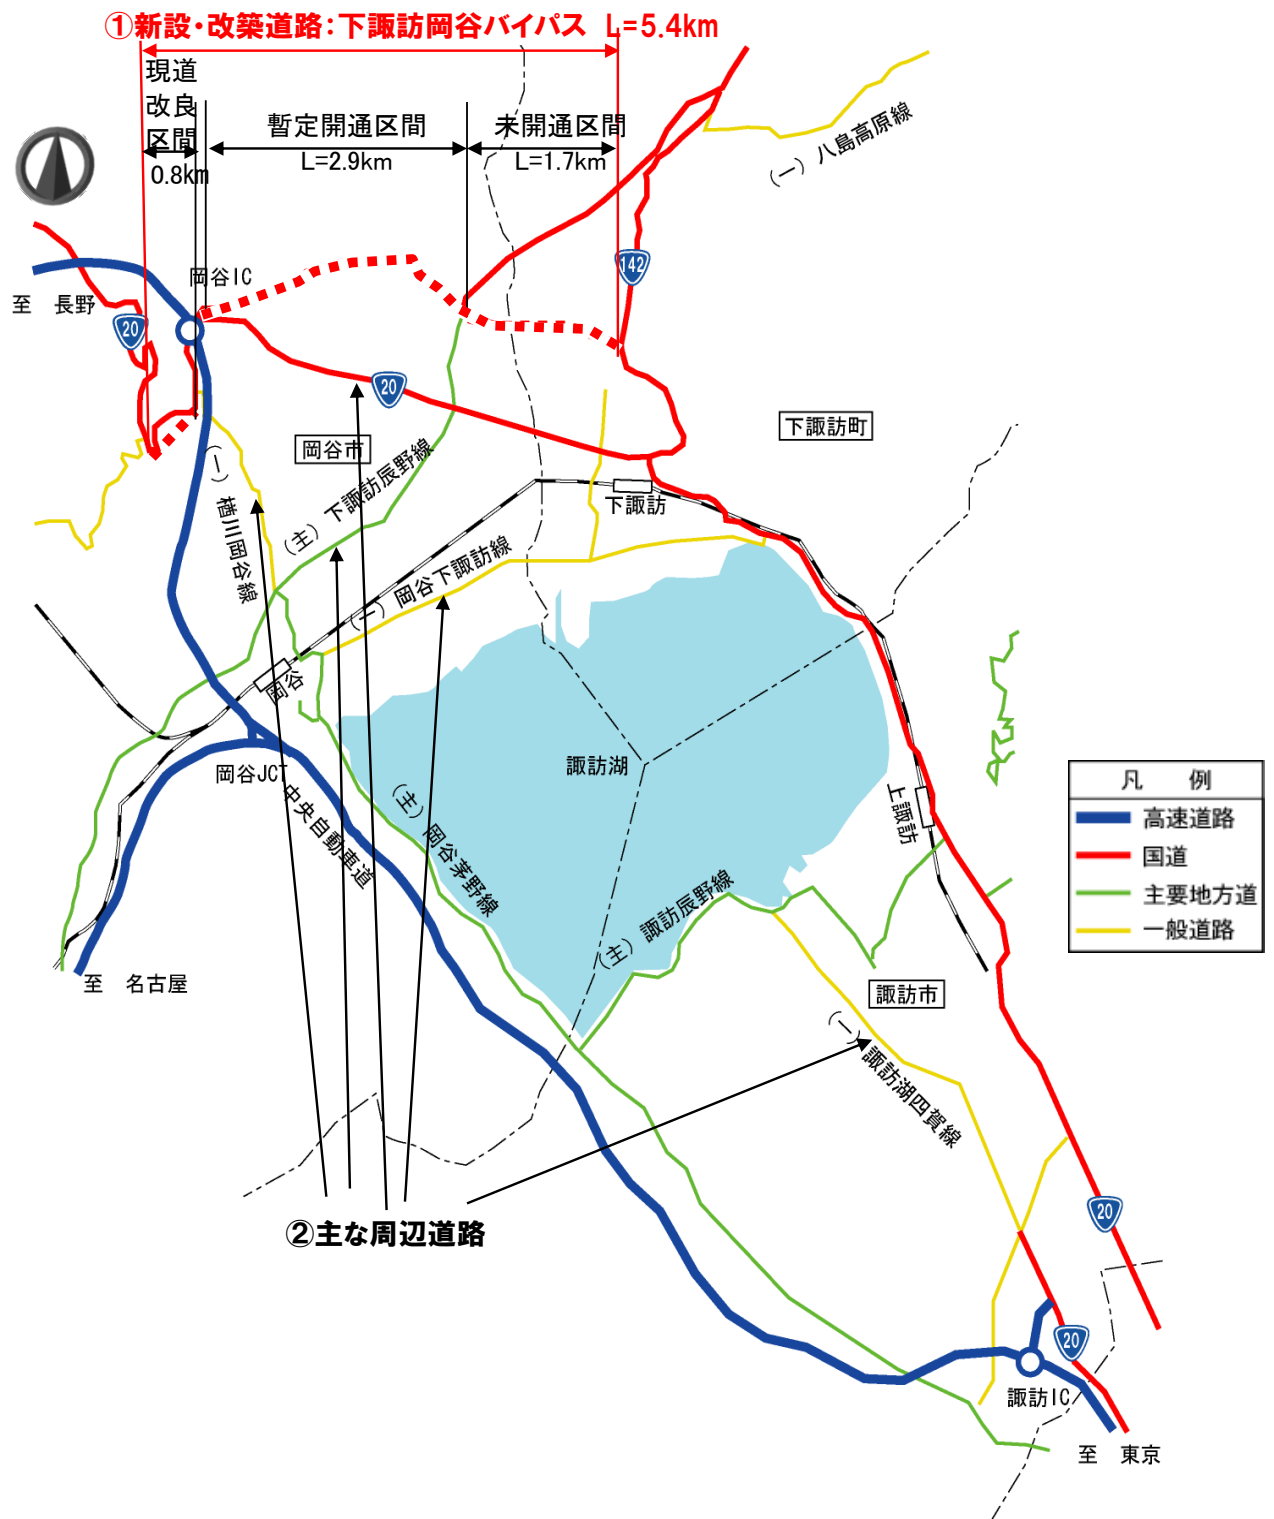 ①新設・改築道路：下諏訪岡谷バイパス L=5.4km
現道
改良
区間
0.8km
暫定開通区間
L=2.9km
未開通区間
L=1.7km
（一）八島高原線
142
岡谷IC
至 長野
20
20
岡谷市
下諏訪町
（一）楢川岡谷線
（主）下諏訪辰野線
下諏訪
（一）岡谷下諏訪線
岡谷
諏訪湖
岡谷JCT
中央自動車道
（主）岡谷茅野線
上諏訪
凡 例
高速道路
国道
主要地方道
一般道路
（主）諏訪辰野線
至 名古屋
諏訪市
（一）諏訪湖四賀線
②主な周辺道路
20
20
諏訪IC
至 東京